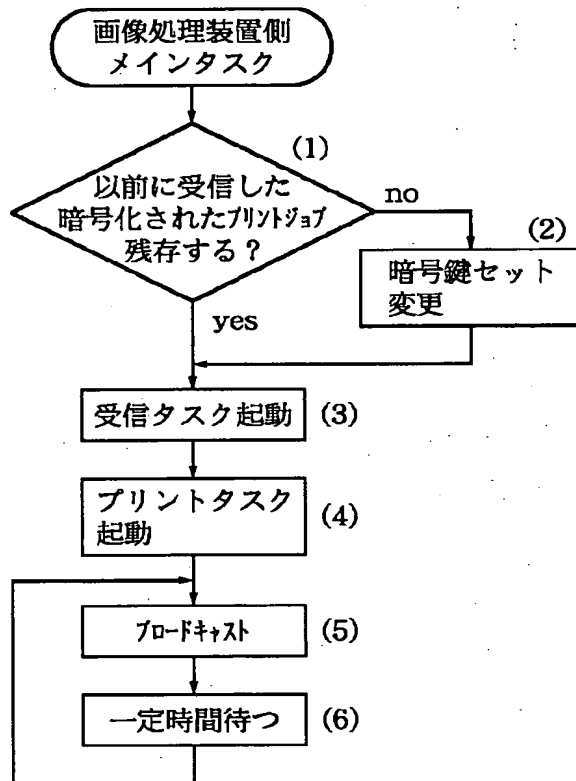 画像処理装置側
メインタスク
(1)
以前に受信した
暗号化されたプリントジョブ
残存する？
no
(2)
暗号鍵セット
変更
yes
受信タスク起動
(3)
プリントタスク
起動
(4)
ブロードキャスト
(5)
一定時間待つ
(6)